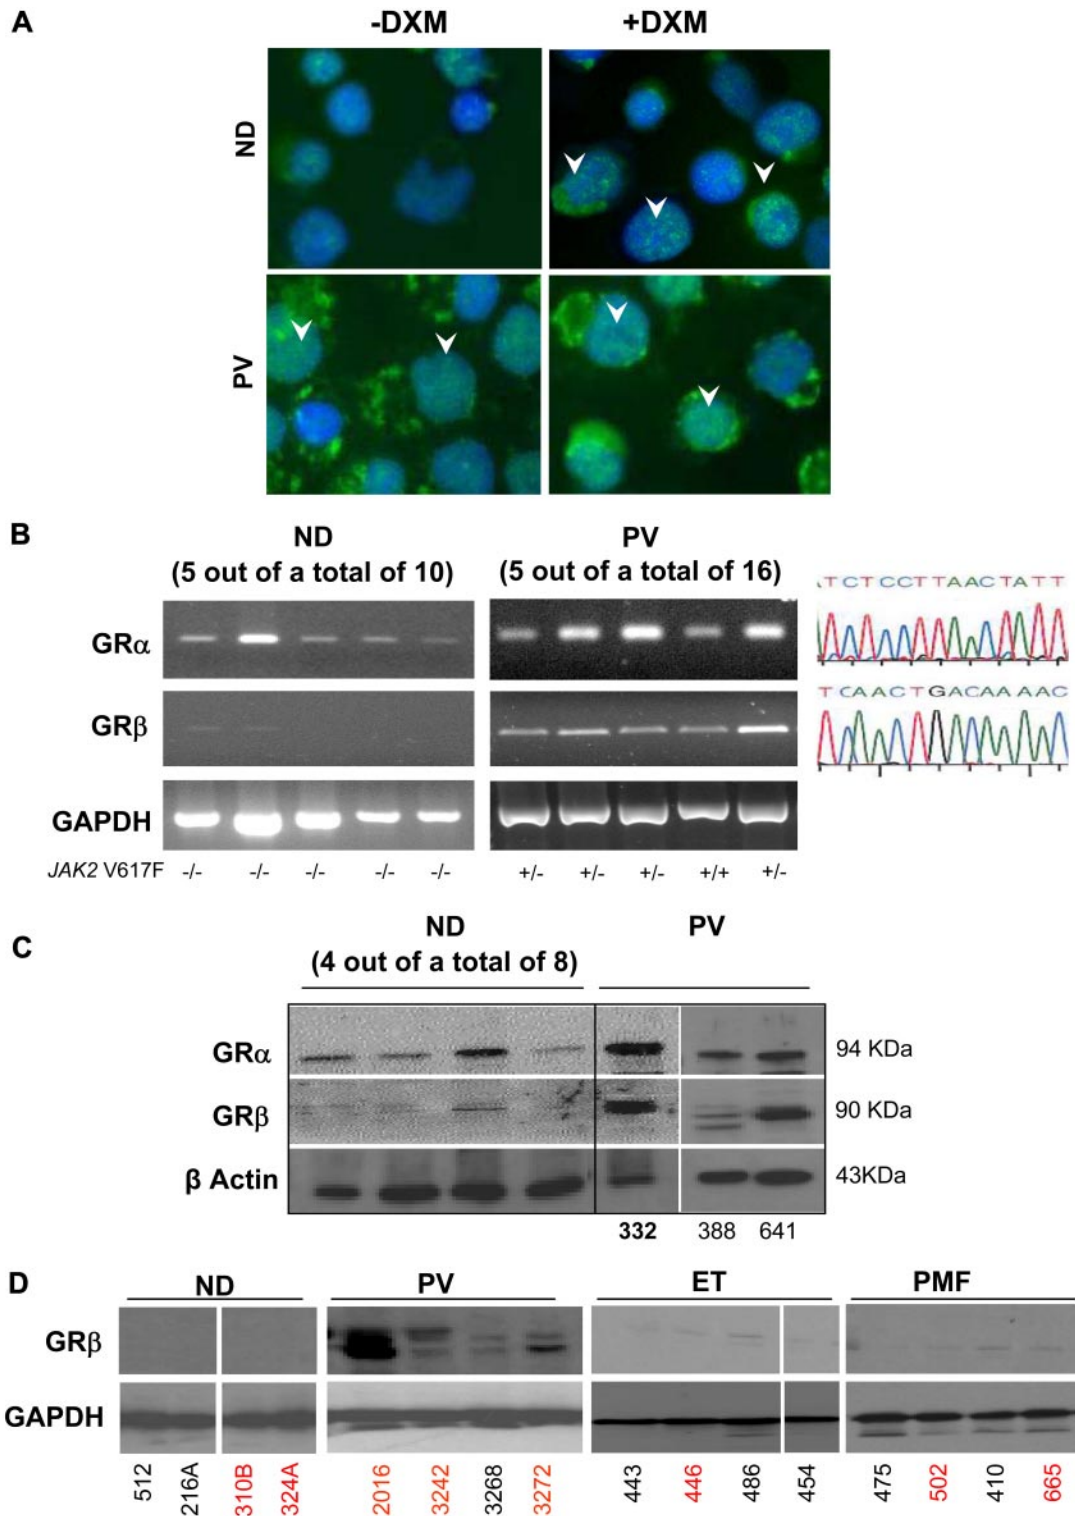 A
-DXM +DXM
ND
PV
B
ND PV
(5 out of a total of 10) (5 out of a total of 16)
TCTCCTTAACTATT
GRα
TCAACTGACAAAAC
GRβ
GAPDH
JAK2 V617F -/- -/- -/- -/- -/- +/- +/- +/- +/+ +/-
C
ND PV
(4 out of a total of 8)
GRα 94 KDa
GRβ 90 KDa
β Actin 43KDa
332 388 641
D
ND PV ET PMF
GRβ
GAPDH
512 216A 310B 324A 2016 3242 3268 3272 443 446 486 454 475 502 410 665